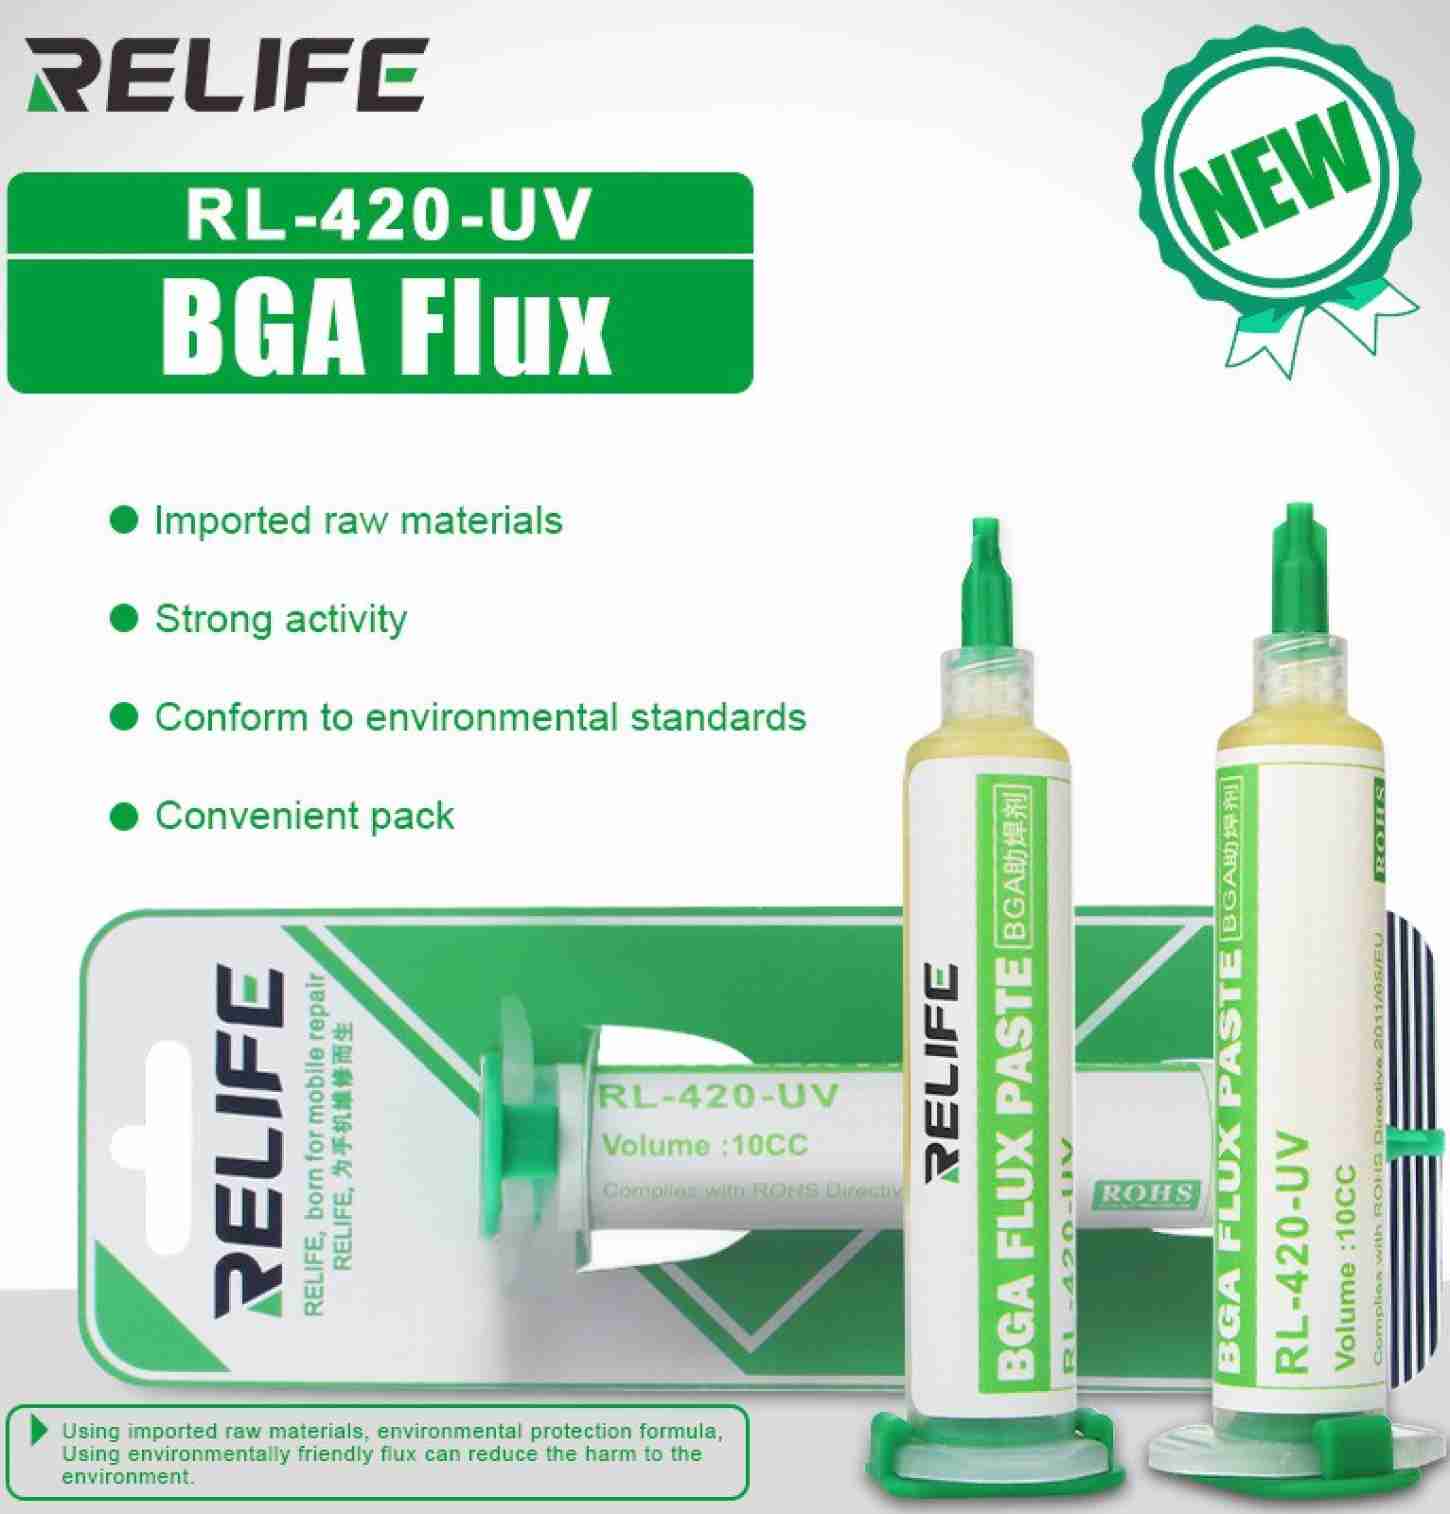 RELIFE
RL-420-UV
BGA Flux
NEW
Imported raw materials
Strong activity
Conform to environmental standards
Convenient pack
RELIFE
RELIFE, born for mobile repair
RELIFE, 为手机维修而生
RL-420-UV
Volume :10CC
Complies with ROHS Directiv
ROHS
RELIFE
BGA FLUX PASTE BGA助焊剂
RL-420-UV
BGA FLUX PASTE BGA助焊剂
RL-420-UV
Volume :10CC
Complies with ROHS Directive 2011/65/EU
ROHS
Using imported raw materials, environmental protection formula,
Using environmentally friendly flux can reduce the harm to the
environment.